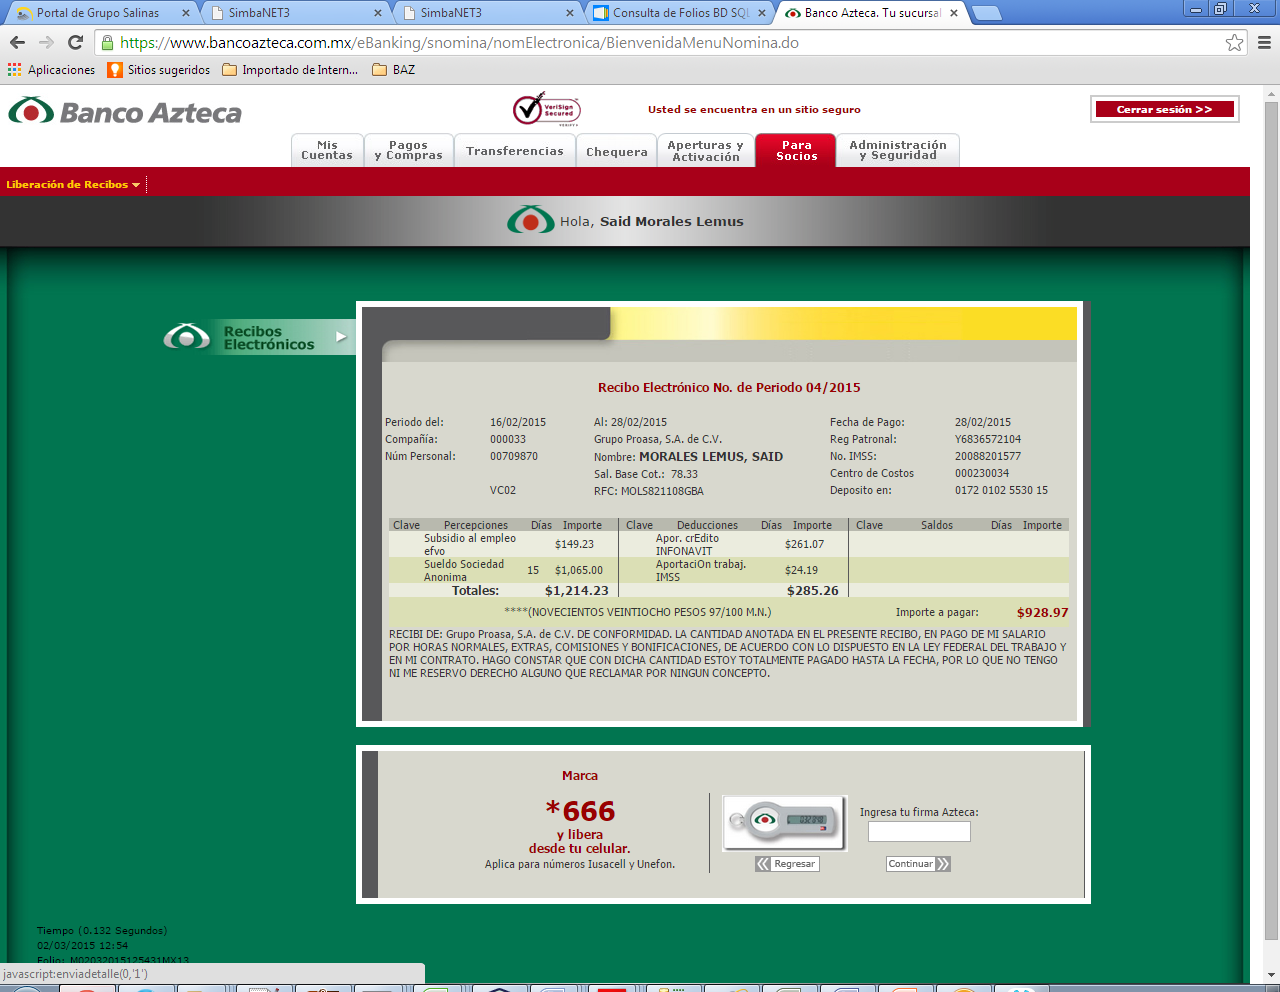 Portal de Grupo Salinas
SimbaNET3
SimbaNET3
Consulta de Folios BD SQL
Banco Azteca. Tu sucursal
https://www.bancoazteca.com.mx/eBanking/snomina/nomElectronica/BienvenidaMenuNomina.do
Aplicaciones
Sitios sugeridos
Importado de Intern...
BAZ
Banco Azteca
VeriSign
Secured
VERIFY
Usted se encuentra en un sitio seguro
Cerrar sesión >>
Mis
Cuentas
Pagos
y Compras
Transferencias
Chequera
Aperturas y
Activación
Para
Socios
Administración
y Seguridad
Liberación de Recibos
Hola, Said Morales Lemus
Recibos
Electrónicos
Recibo Electrónico No. de Periodo 04/2015
Periodo del: 16/02/2015 Al: 28/02/2015 Fecha de Pago: 28/02/2015
Compañía: 000033 Grupo Proasa, S.A. de C.V. Reg Patronal: Y6836572104
Núm Personal: 00709870 Nombre: MORALES LEMUS, SAID No. IMSS: 20088201577
Sal. Base Cot.: 78.33 Centro de Costos 000230034
VC02 RFC: MOLS821108GBA Deposito en: 0172 0102 5530 15
Clave Percepciones Días Importe Clave Deducciones Días Importe Clave Saldos Días Importe
Subsidio al empleo
efvo
$149.23
Apor. crEdito
INFONAVIT
$261.07
Sueldo Sociedad
Anonima
15 $1,065.00
AportaciOn trabaj.
IMSS
$24.19
Totales: $1,214.23 $285.26
****(NOVECIENTOS VEINTIOCHO PESOS 97/100 M.N.) Importe a pagar: $928.97
RECIBI DE: Grupo Proasa, S.A. de C.V. DE CONFORMIDAD. LA CANTIDAD ANOTADA EN EL PRESENTE RECIBO, EN PAGO DE MI SALARIO
POR HORAS NORMALES, EXTRAS, COMISIONES Y BONIFICACIONES, DE ACUERDO CON LO DISPUESTO EN LA LEY FEDERAL DEL TRABAJO Y
EN MI CONTRATO. HAGO CONSTAR QUE CON DICHA CANTIDAD ESTOY TOTALMENTE PAGADO HASTA LA FECHA, POR LO QUE NO TENGO
NI ME RESERVO DERECHO ALGUNO QUE RECLAMAR POR NINGUN CONCEPTO.
Marca
*666
y libera
desde tu celular.
Aplica para números Iusacell y Unefon.
Ingresa tu firma Azteca:
Regresar
Continuar
Tiempo (0.132 Segundos)
02/03/2015 12:54
Folio: M02032015125431MX13
javascript:enviadetalle(0,'1')